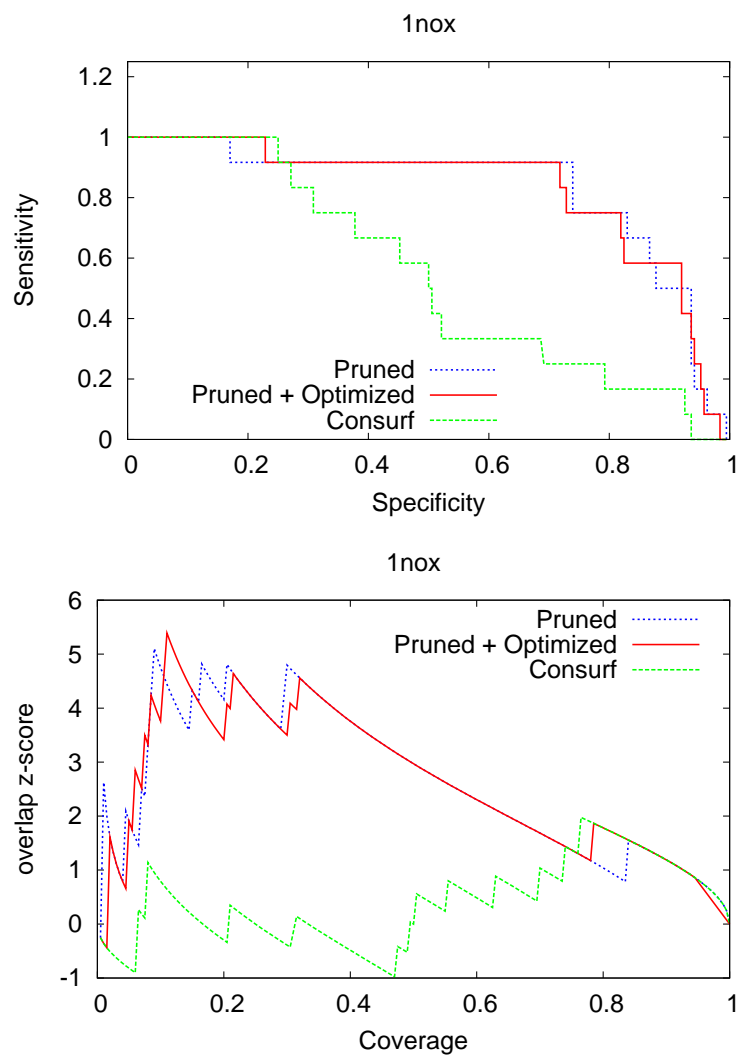 1nox
1.2
1
0.8
0.6
0.4
0.2
0
Sensitivity
Pruned
Pruned + Optimized
Consurf
0 0.2 0.4 0.6 0.8 1
Specificity
1nox
6
5
4
3
2
1
0
-1
overlap z-score
Pruned
Pruned + Optimized
Consurf
0 0.2 0.4 0.6 0.8 1
Coverage